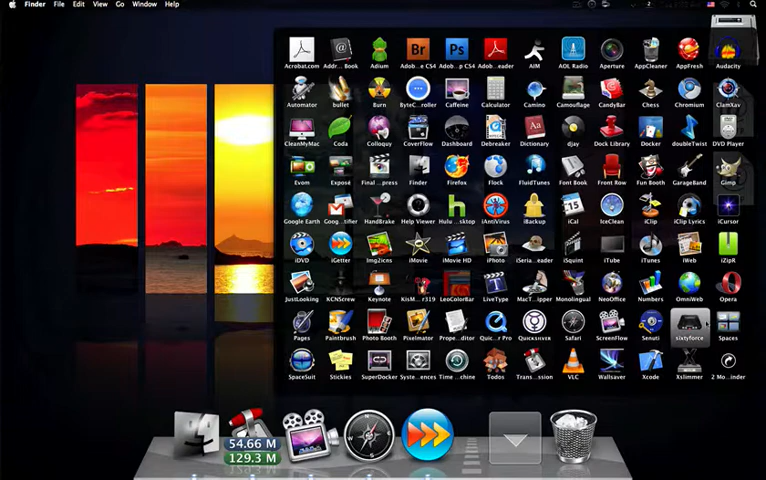 Finder File Edit View Go Window Help
Acrobat.com Addr... Book Adium Adob...e CS4 Adob...p CS4 Adob...eader AIM AOL Radio Aperture AppCleaner AppFresh Audacity
Automator bullet Burn ByteC...roller Caffeine Calculator Camino Camouflage CandyBar Chess Chromium ClamXav
CleanMyMac Coda Colloquy CoverFlow Dashboard Debreaker Dictionary djay Dock Library Docker doubleTwist DVD Player
Evom Exposé Final ...press Finder Firefox Flock FluidTunes Font Book Front Row Fun Booth GarageBand Gimp
Google Earth Goog...tifier HandBrake Help Viewer Hulu ...sktop iAntiVirus iBackup iCal IceClean iClip iClip Lyrics iCursor
iDVD iGetter Img2icns iMovie iMovie HD iPhoto iSeria...eader iSquint iTube iTunes iWeb iZipR
JustLooking KCNScrew Keynote KisM...r319 LeoColorBar LiveType MacT...ipper Monolingual NeoOffice Numbers OmniWeb Opera
Pages Paintbrush Photo Booth Pixelmator Prope...ditor Quic...r Pro Quicksilver Safari ScreenFlow Senuti sixtyforce Spaces
SpaceSuit Stickies SuperDocker Syste...ences Time ...chine Todos Trans...ssion VLC Wallsaver Xcode Xslimmer 2 Mo...inder
54.66 M
129.3 M